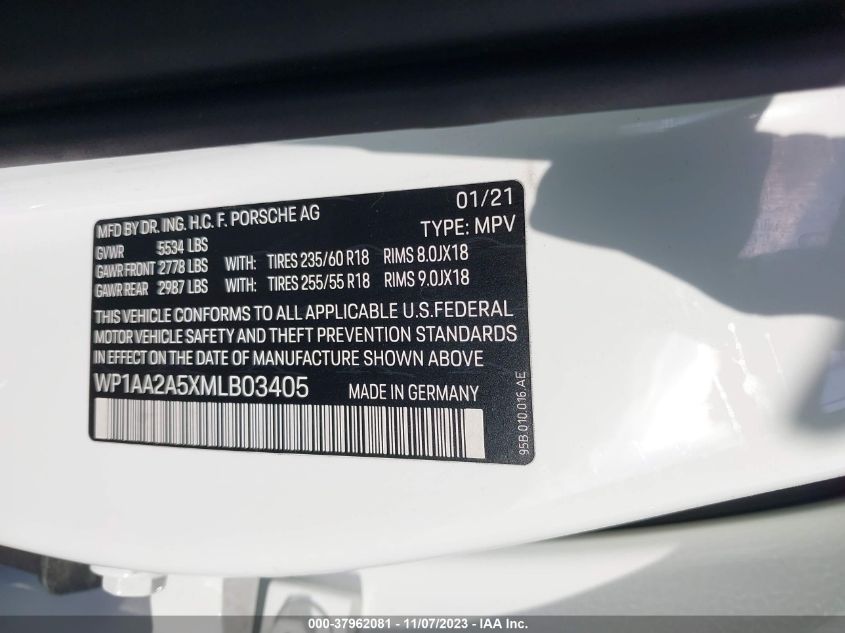 MFD BY DR. ING. H.C. F. PORSCHE AG 01/21
GVWR 5534 LBS TYPE: MPV
GAWR FRONT 2778 LBS WITH: TIRES 235/60 R18 RIMS 8.0JX18
GAWR REAR 2987 LBS WITH: TIRES 255/55 R18 RIMS 9.0JX18
THIS VEHICLE CONFORMS TO ALL APPLICABLE U.S.FEDERAL
MOTOR VEHICLE SAFETY AND THEFT PREVENTION STANDARDS
IN EFFECT ON THE DATE OF MANUFACTURE SHOWN ABOVE
WP1AA2A5XMLB03405 MADE IN GERMANY
95B.010.016.AE
000-37962081 - 11/07/2023 - IAA Inc.